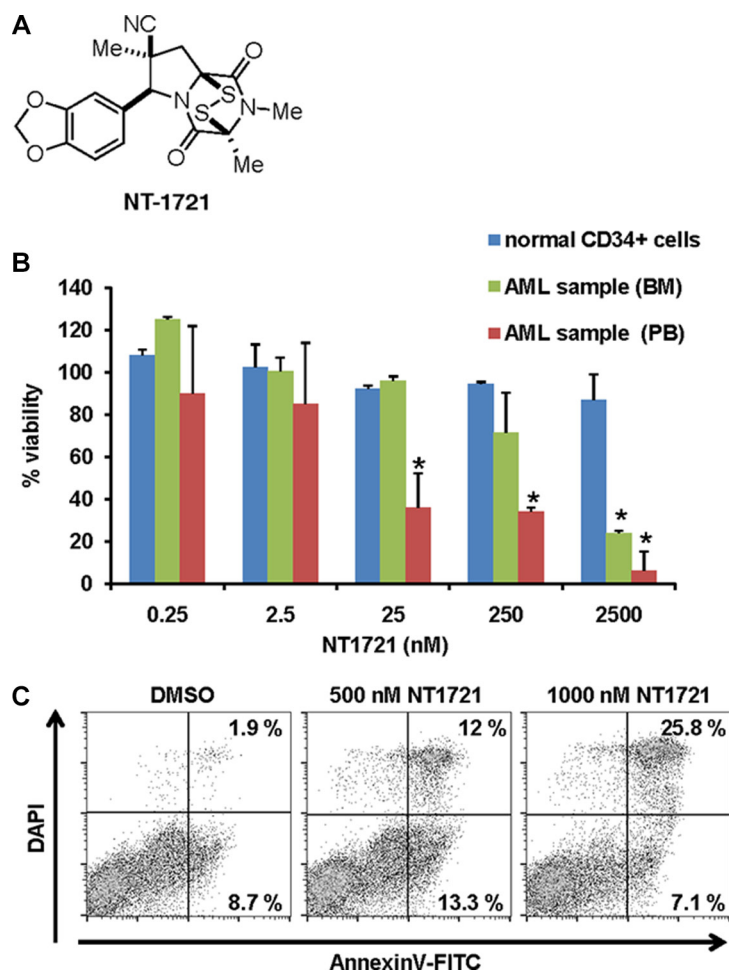 A
NC
Me
O
N
S
S
N-Me
O
O
O
Me
NT-1721
normal CD34+ cells
B
AML sample (BM)
AML sample (PB)
140
120
100
80
60
40
20
0
% viability
*
*
*
*
0.25
2.5
25
250
2500
NT1721 (nM)
C
DMSO
500 nM NT1721
1000 nM NT1721
1.9 %
12 %
25.8 %
DAPI
8.7 %
13.3 %
7.1 %
AnnexinV-FITC